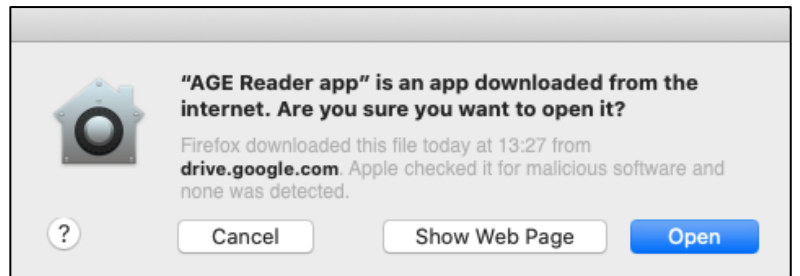 “AGE Reader app” is an app downloaded from the
internet. Are you sure you want to open it?
Firefox downloaded this file today at 13:27 from
drive.google.com. Apple checked it for malicious software and
none was detected.
? Cancel Show Web Page Open